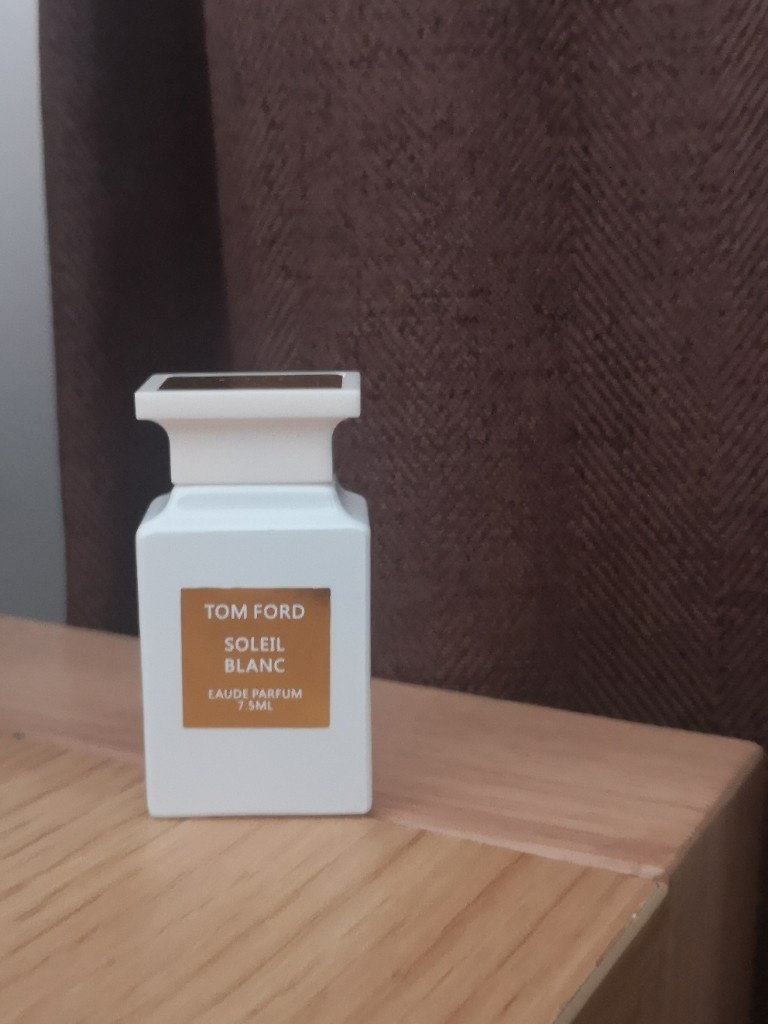 TOM FORD
SOLEIL
BLANC
EAUDE PARFUM
7.5ML